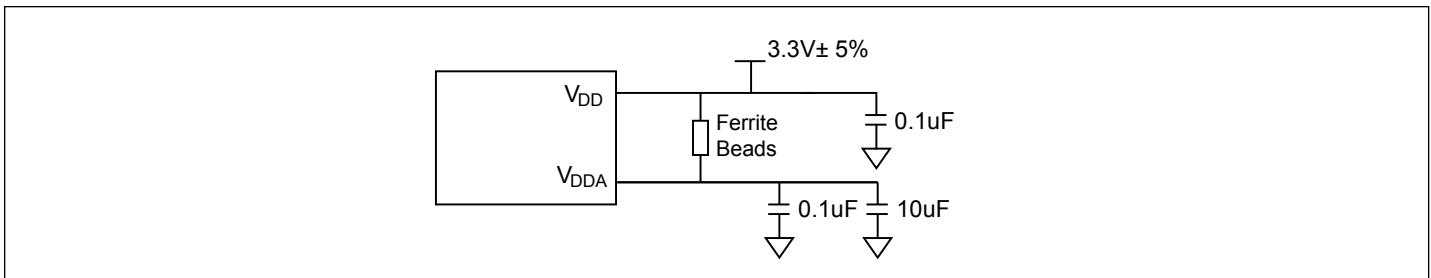 3.3V± 5%
VDD
0.1uF
Ferrite
Beads
VDDA
0.1uF
10uF